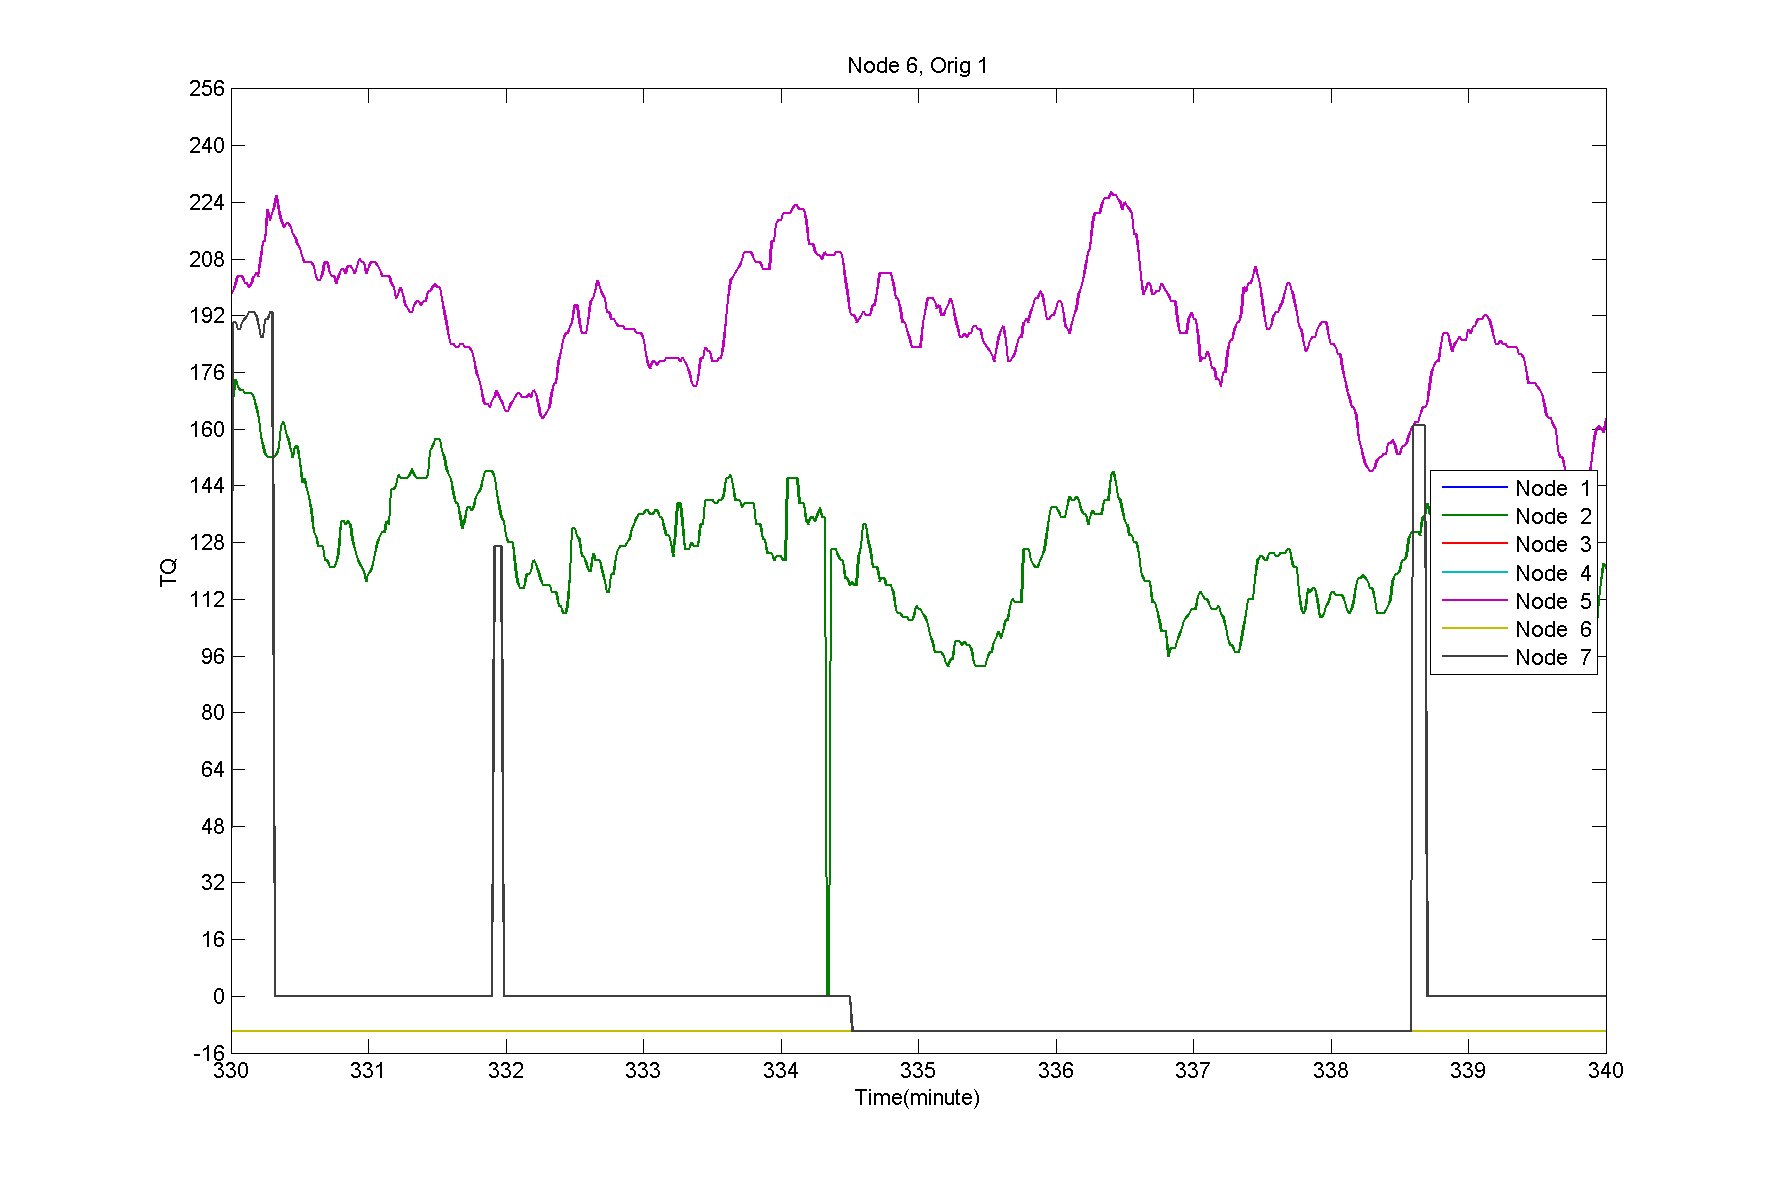 Node 6, Orig 1
256
240
224
208
192
176
160
144
128
112
96
80
64
48
32
16
0
-16
TQ
Node 1
Node 2
Node 3
Node 4
Node 5
Node 6
Node 7
330 331 332 333 334 335 336 337 338 339 340
Time(minute)